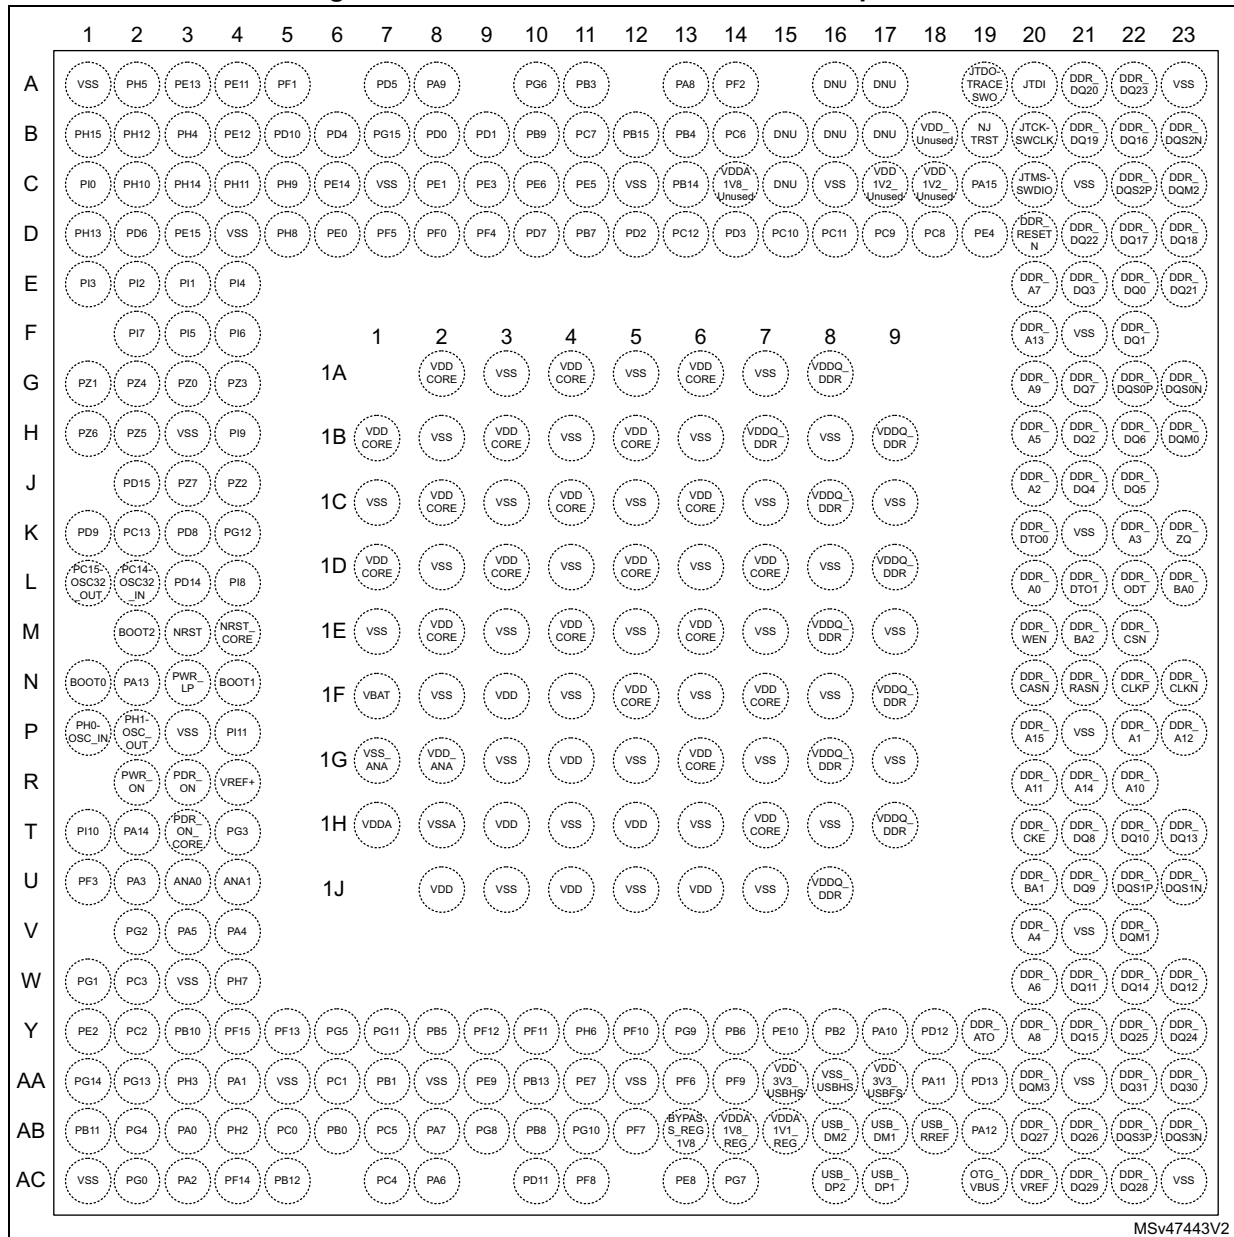 1 2 3 4 5 6 7 8 9 10 11 12 13 14 15 16 17 18 19 20 21 22 23
A VSS PH5 PE13 PE11 PF1 PD5 PA9 PG6 PB3 PA8 PF2 DNU DNU JTDO-TRACE SWO JTDI DDR_DQ20 DDR_DQ23 VSS
B PH15 PH12 PH4 PE12 PD10 PD4 PG15 PD0 PD1 PB9 PC7 PB15 PB4 PC6 DNU DNU DNU VDD_Unused NJ TRST JTCK-SWCLK DDR_DQ19 DDR_DQ16 DDR_DQS2N
C PI0 PH10 PH14 PH11 PH9 PE14 VSS PE1 PE3 PE6 PE5 VSS PB14 VDDA 1V8_Unused DNU VSS VDD 1V2_Unused VDD 1V2_Unused PA15 JTMS-SWDIO VSS DDR_DQS2P DDR_DQM2
D PH13 PD6 PE15 VSS PH8 PE0 PF5 PF0 PF4 PD7 PB7 PD2 PC12 PD3 PC10 PC11 PC9 PC8 PE4 DDR_RESET N DDR_DQ22 DDR_DQ17 DDR_DQ18
E PI3 PI2 PI1 PI4 DDR_A7 DDR_DQ3 DDR_DQ0 DDR_DQ21
F PI7 PI5 PI6 DDR_A13 VSS DDR_DQ1
1 2 3 4 5 6 7 8 9
1A VDD CORE VSS VDD CORE VSS VDD CORE VSS VDDQ_DDR
G PZ1 PZ4 PZ0 PZ3 DDR_A9 DDR_DQ7 DDR_DQS0P DDR_DQS0N
H PZ6 PZ5 VSS PI9 DDR_A5 DDR_DQ2 DDR_DQ6 DDR_DQM0
1B VDD CORE VSS VDD CORE VSS VDD CORE VSS VDDQ_DDR VSS VDDQ_DDR
J PD15 PZ7 PZ2 DDR_A2 DDR_DQ4 DDR_DQ5
1C VSS VDD CORE VSS VDD CORE VSS VDD CORE VSS VDDQ_DDR VSS
K PD9 PC13 PD8 PG12 DDR_DTO0 VSS DDR_A3 DDR_ZQ
1D VDD CORE VSS VDD CORE VSS VDD CORE VSS VDD CORE VSS VDDQ_DDR
L PC15-OSC32_OUT PC14-OSC32_IN PD14 PI8 DDR_A0 DDR_DTO1 DDR_ODT DDR_BA0
M BOOT2 NRST NRST_CORE DDR_WEN DDR_BA2 DDR_CSN
1E VSS VDD CORE VSS VDD CORE VSS VDD CORE VSS VDDQ_DDR VSS
N BOOT0 PA13 PWR_LP BOOT1 DDR_CASN DDR_RASN DDR_CLKP DDR_CLKN
1F VBAT VSS VDD VSS VDD CORE VSS VDD CORE VSS VDDQ_DDR
P PH0-OSC_IN PH1-OSC_OUT VSS PI11 DDR_A15 VSS DDR_A1 DDR_A12
1G VSS_ANA VDD_ANA VSS VDD VSS VDD CORE VSS VDDQ_DDR VSS
R PWR_ON PDR_ON VREF+ DDR_A11 DDR_A14 DDR_A10
1H VDDA VSSA VDD VSS VDD VSS VDD CORE VSS VDDQ_DDR
T PI10 PA14 PDR_ON_CORE PG3 DDR_CKE DDR_DQ8 DDR_DQ10 DDR_DQ13
U PF3 PA3 ANA0 ANA1 DDR_BA1 DDR_DQ9 DDR_DQS1P DDR_DQS1N
1J VDD VSS VDD VSS VDD VSS VDDQ_DDR
V PG2 PA5 PA4 DDR_A4 VSS DDR_DQM1
W PG1 PC3 VSS PH7 DDR_A6 DDR_DQ11 DDR_DQ14 DDR_DQ12
Y PE2 PC2 PB10 PF15 PF13 PG5 PG11 PB5 PF12 PF11 PH6 PF10 PG9 PB6 PE10 PB2 PA10 PD12 DDR_ATO DDR_A8 DDR_DQ15 DDR_DQ25 DDR_DQ24
AA PG14 PG13 PH3 PA1 VSS PC1 PB1 VSS PE9 PB13 PE7 VSS PF6 PF9 VDD 3V3_USBHS VSS_USBHS VDD 3V3_USBFS PA11 PD13 DDR_DQM3 VSS DDR_DQ31 DDR_DQ30
AB PB11 PG4 PA0 PH2 PC0 PB0 PC5 PA7 PG8 PB8 PG10 PF7 BYPAS S_REG 1V8 VDDA 1V8_REG VDDA 1V1_REG USB_DM2 USB_DM1 USB_RREF PA12 DDR_DQ27 DDR_DQ26 DDR_DQS3P DDR_DQS3N
AC VSS PG0 PA2 PF14 PB12 PC4 PA6 PD11 PF8 PE8 PG7 USB_DP2 USB_DP1 OTG_VBUS DDR_VREF DDR_DQ29 DDR_DQ28 VSS
MSv47443V2